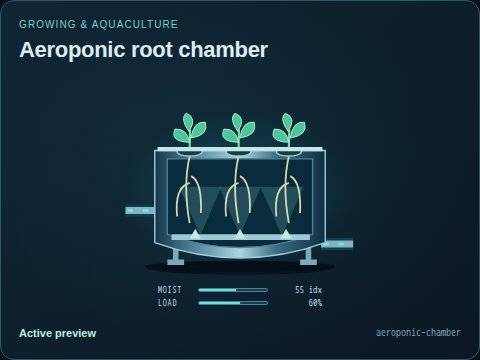 GROWING & AQUACULTURE
Aeroponic root chamber
MOIST 55 idx
LOAD 60%
Active preview aeroponic-chamber